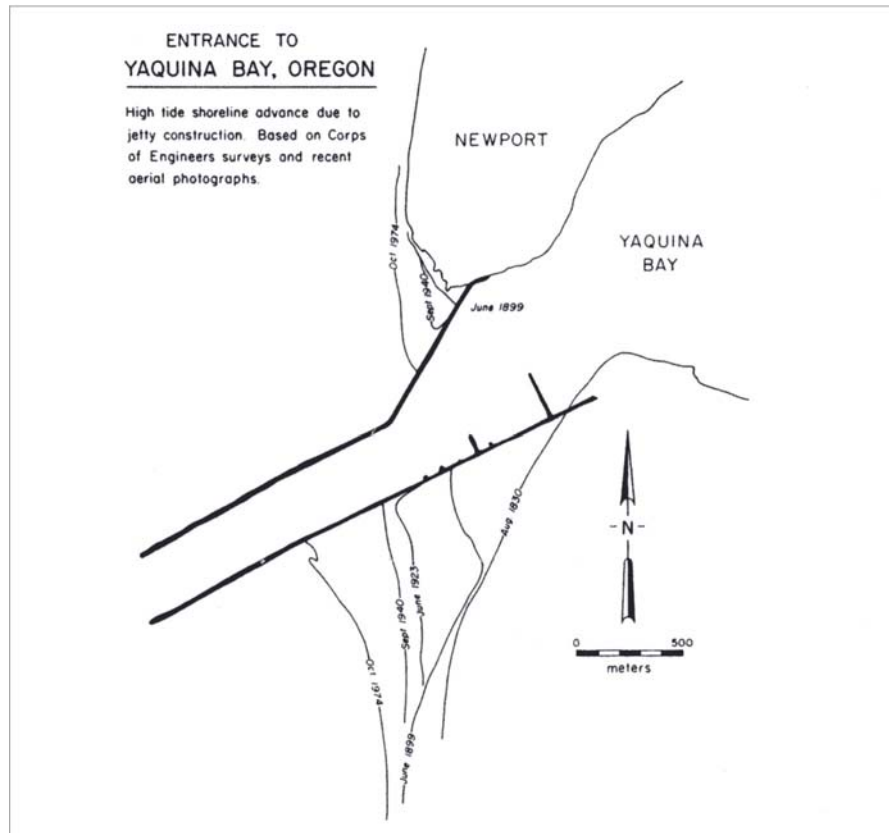 ENTRANCE TO
YAQUINA BAY, OREGON
High tide shoreline advance due to
jetty construction. Based on Corps
of Engineers surveys and recent
aerial photographs.
NEWPORT
YAQUINA
BAY
Oct 1974
Sept 1940
June 1899
Aug 1830
N
June 1923
Sept 1940
Oct 1974
June 1899
0 500
meters